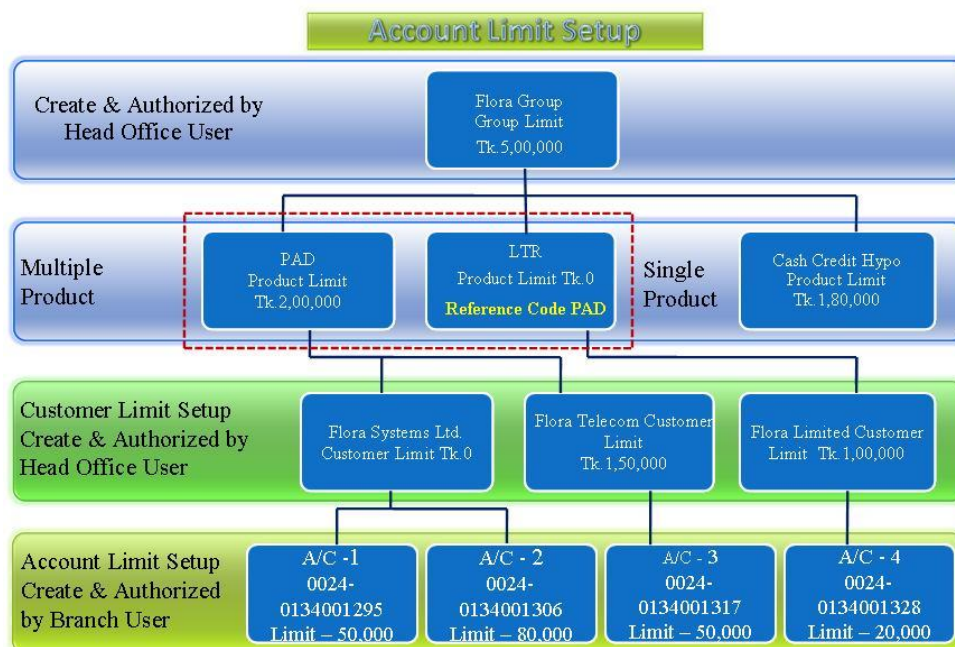 Account Limit Setup
Create & Authorized by
Head Office User
Flora Group
Group Limit
Tk.5,00,000
Multiple
Product
PAD
Product Limit
Tk.2,00,000
LTR
Product Limit Tk.0
Reference Code PAD
Single
Product
Cash Credit Hypo
Product Limit
Tk.1,80,000
Customer Limit Setup
Create & Authorized by
Head Office User
Flora Systems Ltd.
Customer Limit Tk.0
Flora Telecom Customer
Limit
Tk.1,50,000
Flora Limited Customer
Limit Tk.1,00,000
Account Limit Setup
Create & Authorized
by Branch User
A/C -1
0024-
0134001295
Limit – 50,000
A/C - 2
0024-
0134001306
Limit – 80,000
A/C - 3
0024-
0134001317
Limit – 50,000
A/C - 4
0024-
0134001328
Limit – 20,000